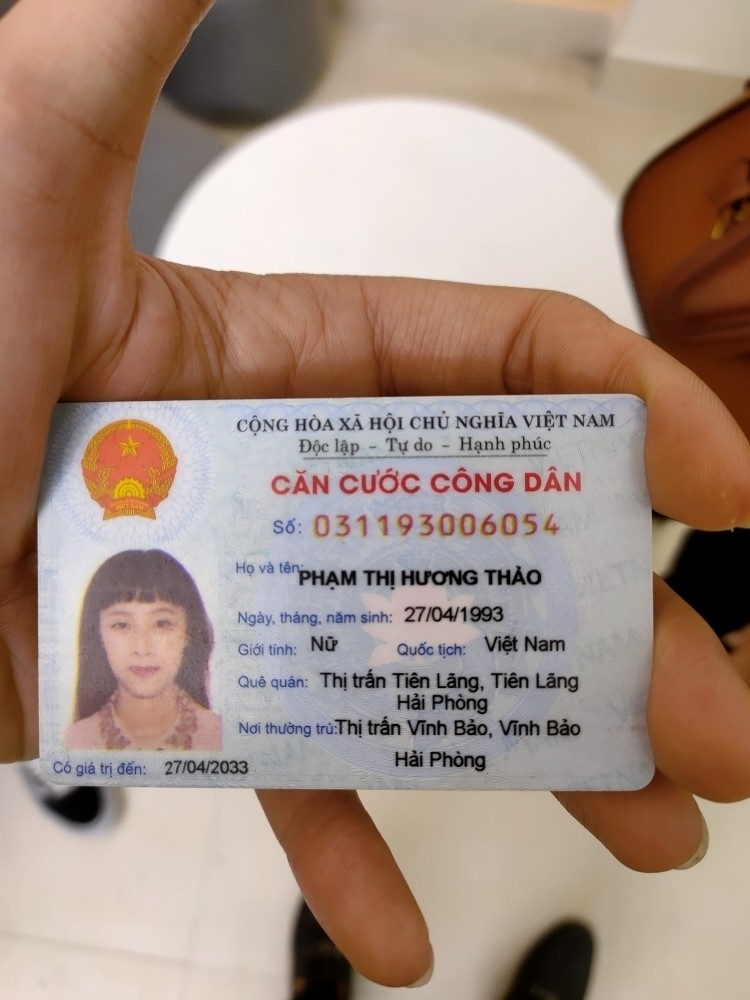 CỘNG HÒA XÃ HỘI CHỦ NGHĨA VIỆT NAM
Độc lập - Tự do - Hạnh phúc
CĂN CƯỚC CÔNG DÂN
Số: 031193006054
Họ và tên: PHẠM THỊ HƯƠNG THẢO
Ngày, tháng, năm sinh: 27/04/1993
Giới tính: Nữ Quốc tịch: Việt Nam
Quê quán: Thị trấn Tiên Lãng, Tiên Lãng
Hải Phòng
Nơi thường trú: Thị trấn Vĩnh Bảo, Vĩnh Bảo
Hải Phòng
Có giá trị đến: 27/04/2033